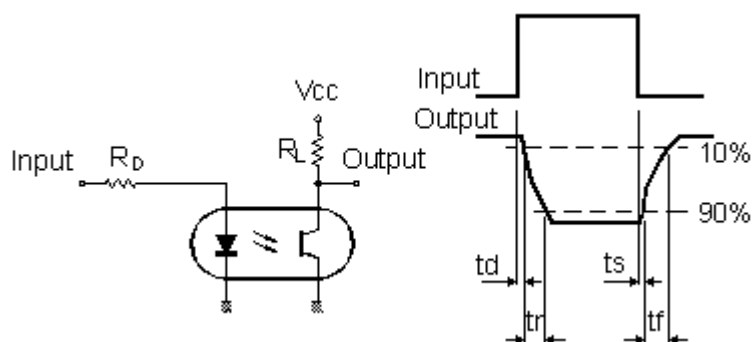 Input
RD
Vcc
RL
Output
Input
Output
10%
90%
td
ts
tr
tf